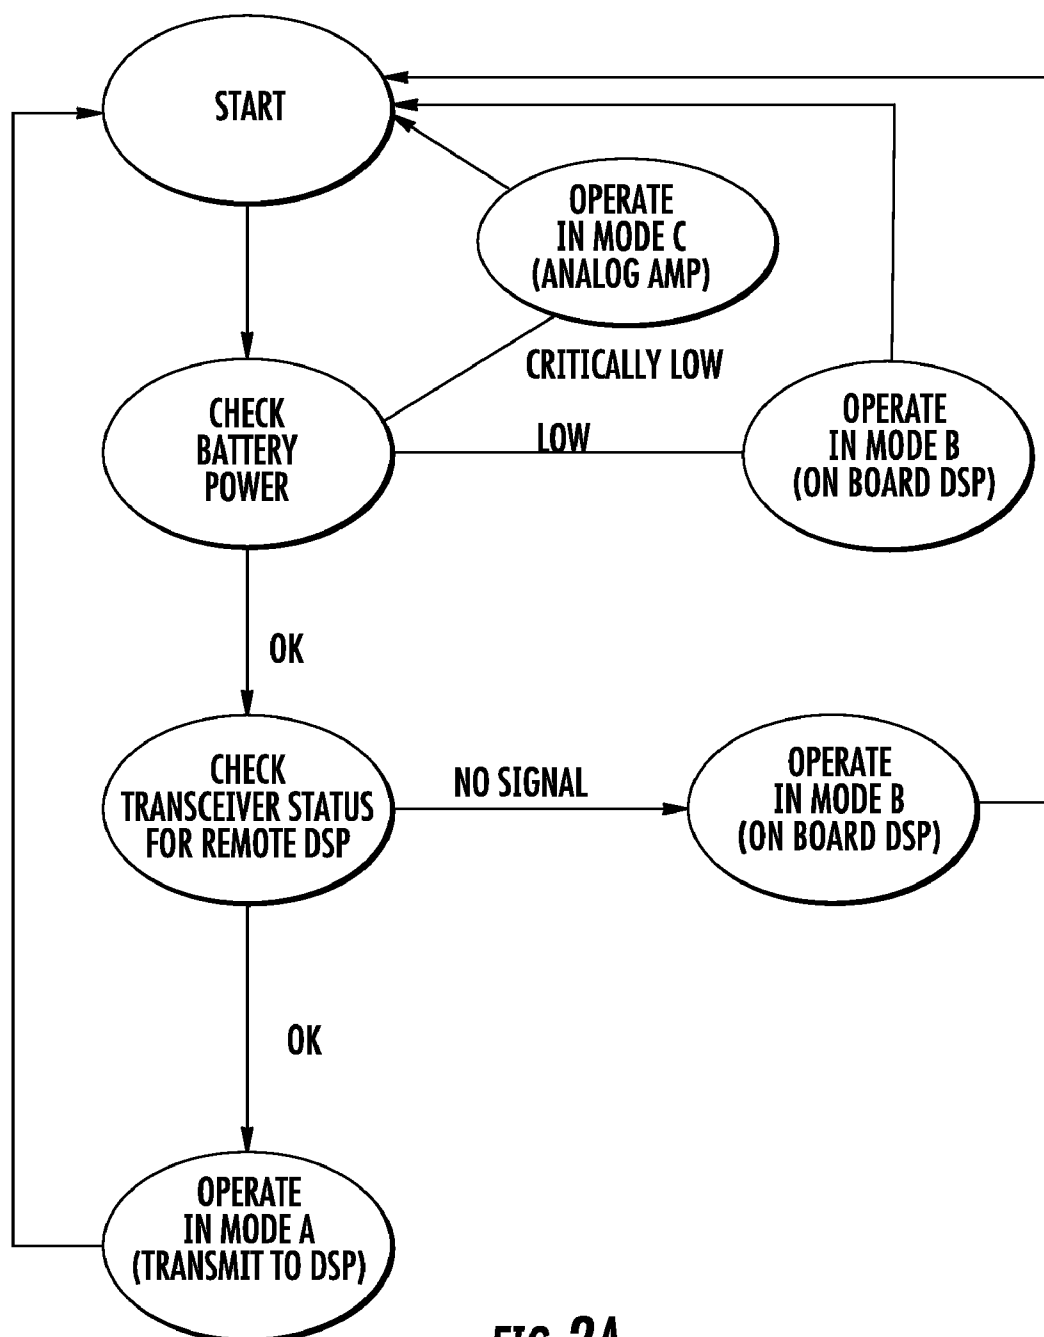 START
OPERATE
IN MODE C
(ANALOG AMP)
CRITICALLY LOW
CHECK
BATTERY
POWER
LOW
OPERATE
IN MODE B
(ON BOARD DSP)
OK
CHECK
TRANSCEIVER STATUS
FOR REMOTE DSP
NO SIGNAL
OPERATE
IN MODE B
(ON BOARD DSP)
OK
OPERATE
IN MODE A
(TRANSMIT TO DSP)
FIG. 2A